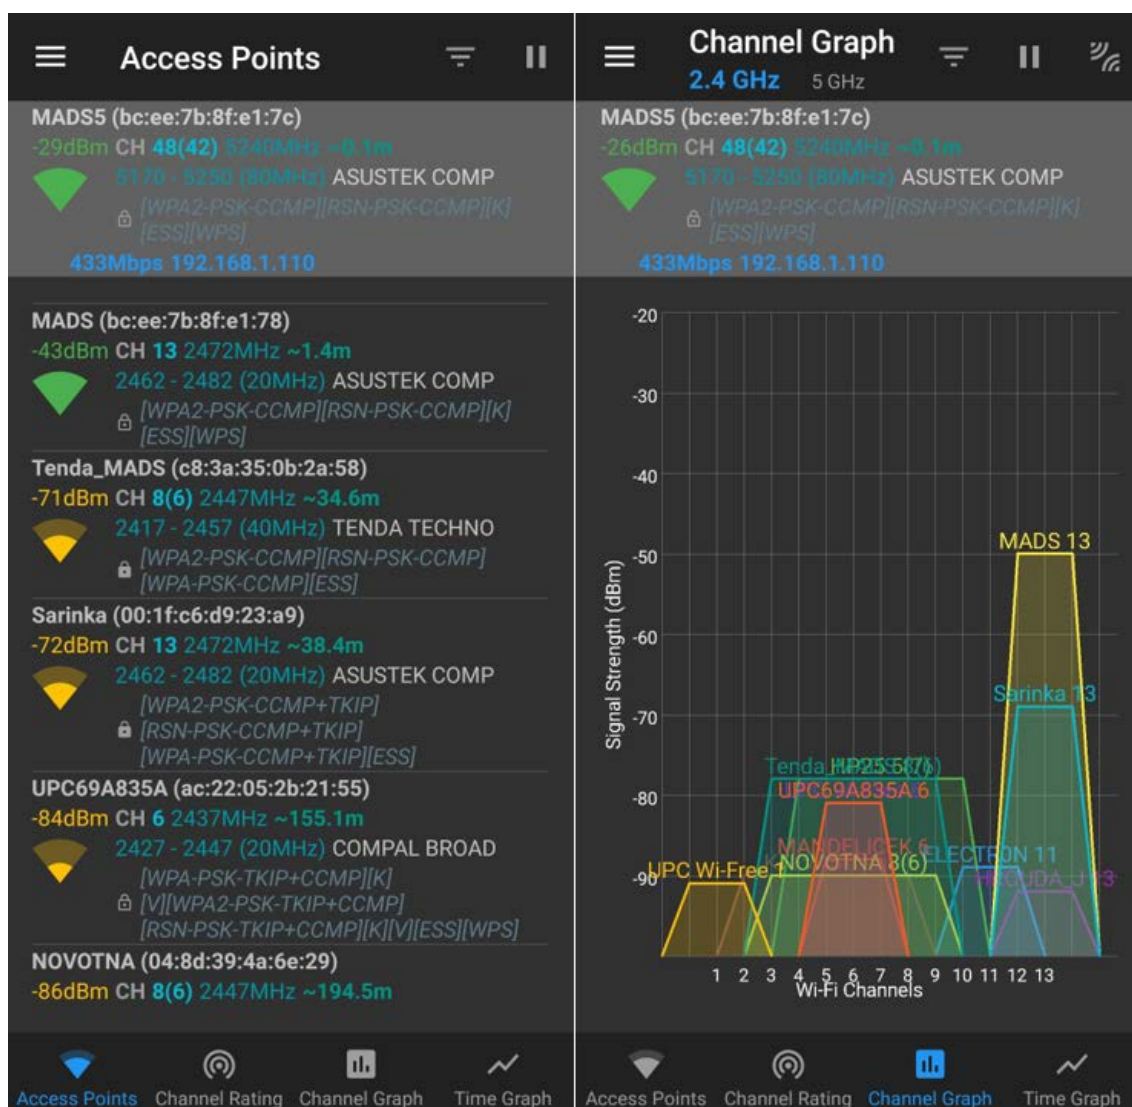 Access Points
MADS5 (bc:ee:7b:8f:e1:7c)
-29dBm CH 48(42) 5240MHz ~0.1m
5170 - 5250 (80MHz) ASUSTEK COMP
[WPA2-PSK-CCMP][RSN-PSK-CCMP][K]
[ESS][WPS]
433Mbps 192.168.1.110
MADS (bc:ee:7b:8f:e1:78)
-43dBm CH 13 2472MHz ~1.4m
2462 - 2482 (20MHz) ASUSTEK COMP
[WPA2-PSK-CCMP][RSN-PSK-CCMP][K]
[ESS][WPS]
Tenda_MADS (c8:3a:35:0b:2a:58)
-71dBm CH 8(6) 2447MHz ~34.6m
2417 - 2457 (40MHz) TENDA TECHNO
[WPA2-PSK-CCMP][RSN-PSK-CCMP]
[WPA-PSK-CCMP][ESS]
Sarinka (00:1f:c6:d9:23:a9)
-72dBm CH 13 2472MHz ~38.4m
2462 - 2482 (20MHz) ASUSTEK COMP
[WPA2-PSK-CCMP+TKIP]
[RSN-PSK-CCMP+TKIP]
[WPA-PSK-CCMP+TKIP][ESS]
UPC69A835A (ac:22:05:2b:21:55)
-84dBm CH 6 2437MHz ~155.1m
2427 - 2447 (20MHz) COMPAL BROAD
[WPA-PSK-TKIP+CCMP][K]
[V][WPA2-PSK-TKIP+CCMP]
[RSN-PSK-TKIP+CCMP][K][V][ESS][WPS]
NOVOTNA (04:8d:39:4a:6e:29)
-86dBm CH 8(6) 2447MHz ~194.5m
Access Points Channel Rating Channel Graph Time Graph
Channel Graph
2.4 GHz 5 GHz
MADS5 (bc:ee:7b:8f:e1:7c)
-26dBm CH 48(42) 5240MHz ~0.1m
5170 - 5250 (80MHz) ASUSTEK COMP
[WPA2-PSK-CCMP][RSN-PSK-CCMP][K]
[ESS][WPS]
433Mbps 192.168.1.110
-20
-30
-40
-50
-60
-70
-80
-90
Signal Strength (dBm)
MADS 13
Sarinka 13
UPC69A835A 6
MANDELICEK 6
NOVOTNA 8(6)
ELECTR0N 11
UPC Wi-Free 1
1 2 3 4 5 6 7 8 9 10 11 12 13
Wi-Fi Channels
Access Points Channel Rating Channel Graph Time Graph